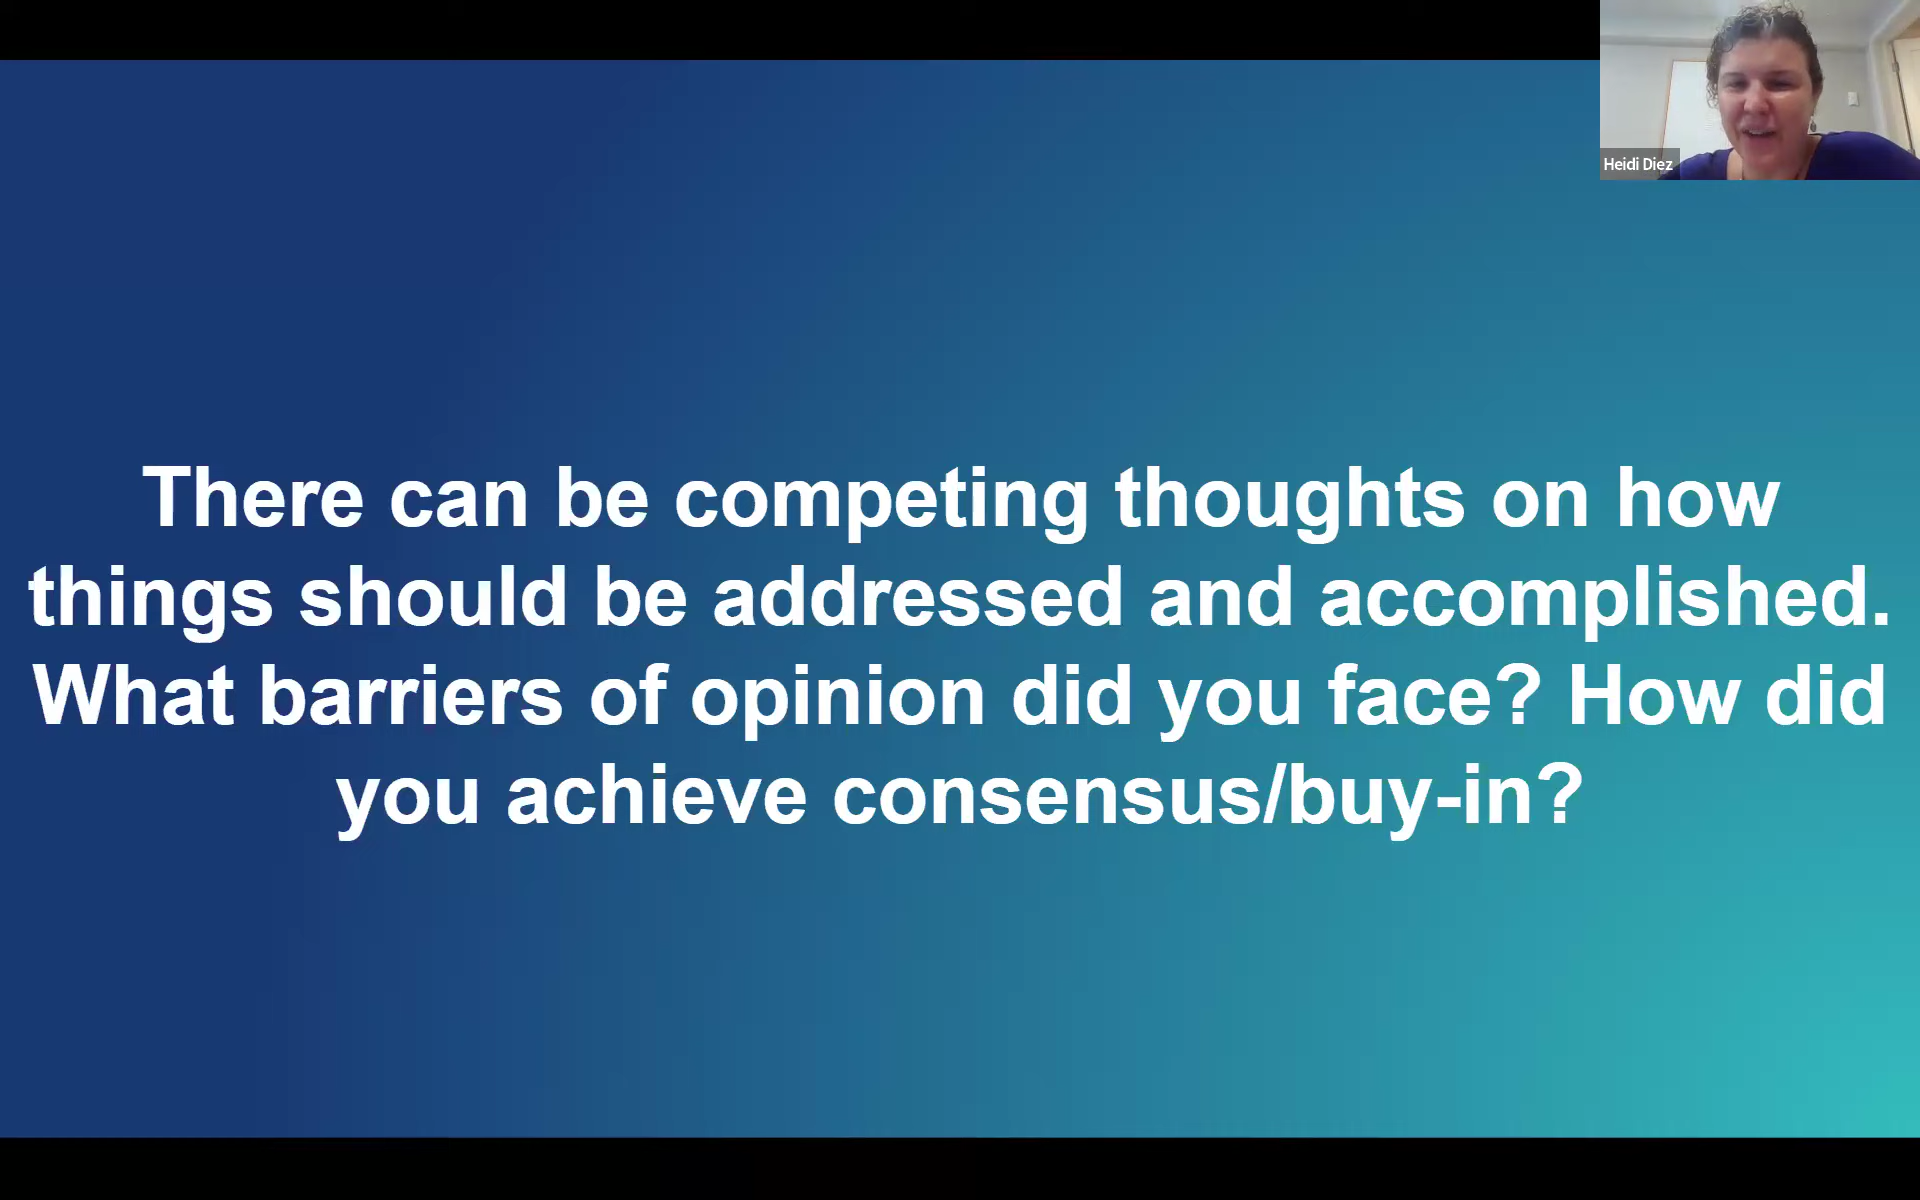 Heidi Diez
There can be competing thoughts on how
things should be addressed and accomplished.
What barriers of opinion did you face? How did
you achieve consensus/buy-in?